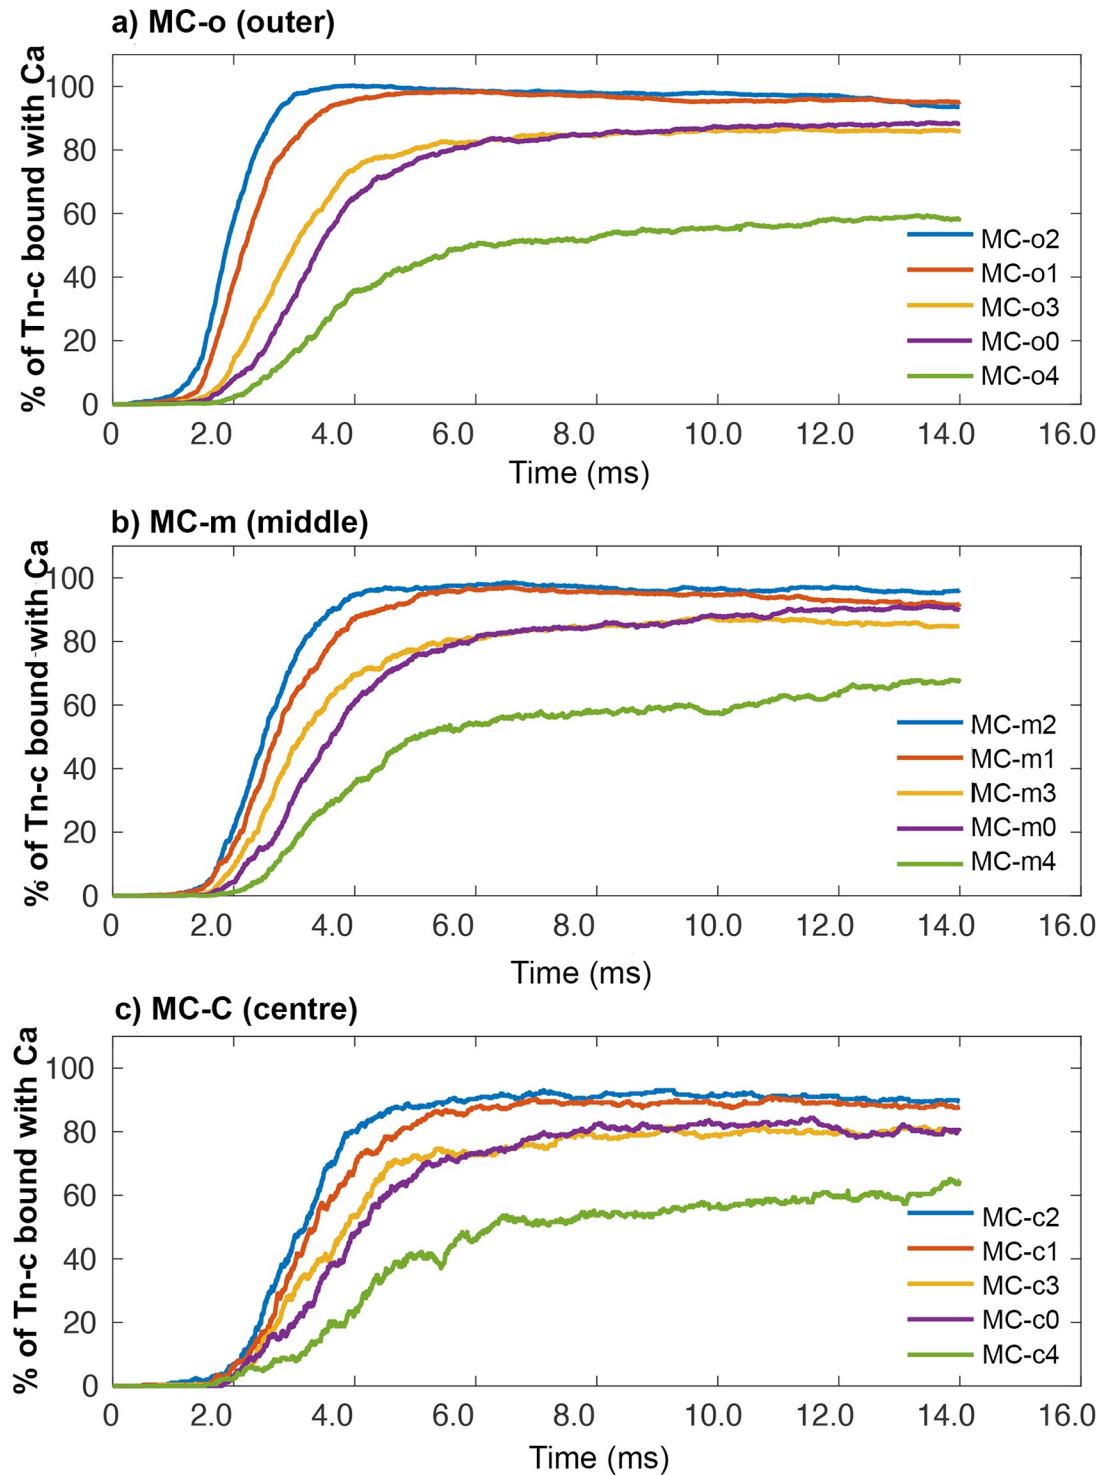 a) MC-o (outer)
% of Tn-c bound with Ca
100
80
60
40
20
0
MC-o2
MC-o1
MC-o3
MC-o0
MC-o4
0 2.0 4.0 6.0 8.0 10.0 12.0 14.0 16.0
Time (ms)
b) MC-m (middle)
% of Tn-c bound with Ca
100
80
60
40
20
0
MC-m2
MC-m1
MC-m3
MC-m0
MC-m4
0 2.0 4.0 6.0 8.0 10.0 12.0 14.0 16.0
Time (ms)
c) MC-C (centre)
% of Tn-c bound with Ca
100
80
60
40
20
0
MC-c2
MC-c1
MC-c3
MC-c0
MC-c4
0 2.0 4.0 6.0 8.0 10.0 12.0 14.0 16.0
Time (ms)